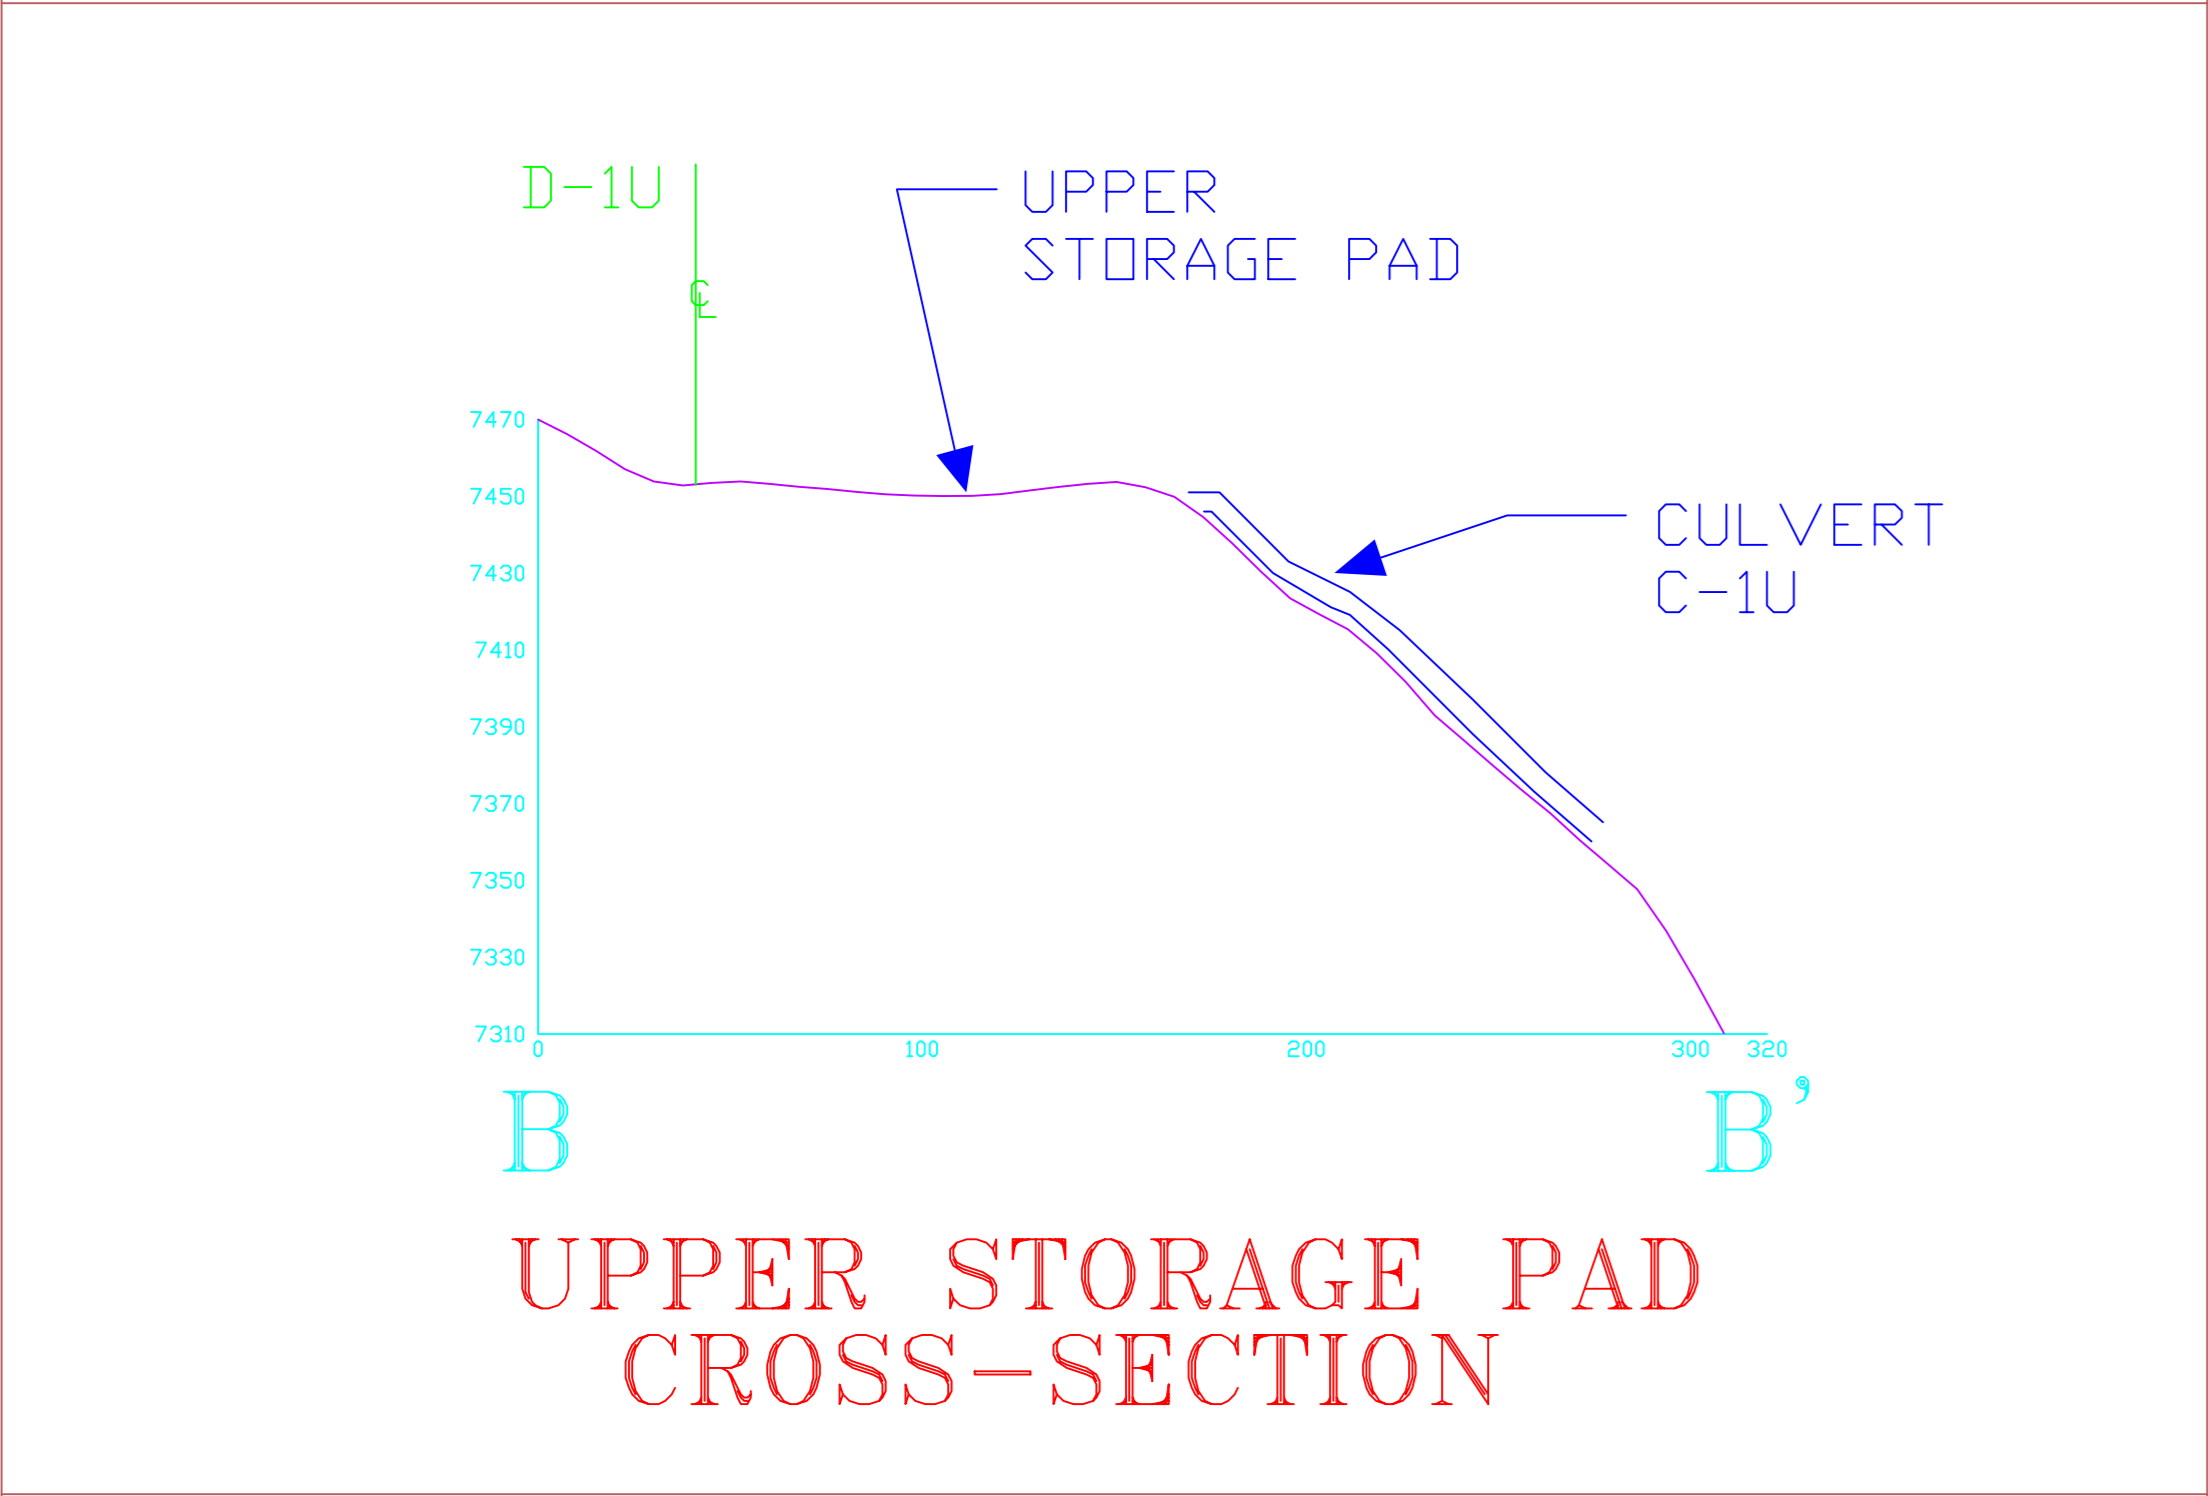 D-1U
℄
UPPER
STORAGE PAD
7470
7450
7430
7410
7390
7370
7350
7330
7310
CULVERT
C-1U
0 100 200 300 320
B B'
UPPER STORAGE PAD
CROSS-SECTION